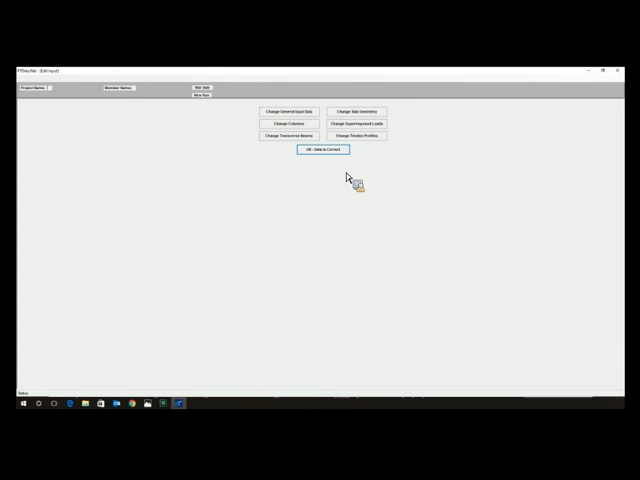 PTData.Net - [Edit Input]
Project Name:
Member Name:
Slab Data
New Run
Change General Input Data
Change Slab Geometry
Change Columns
Change Superimposed Loads
Change Transverse Beams
Change Tendon Profiles
OK - Data is Correct
Status